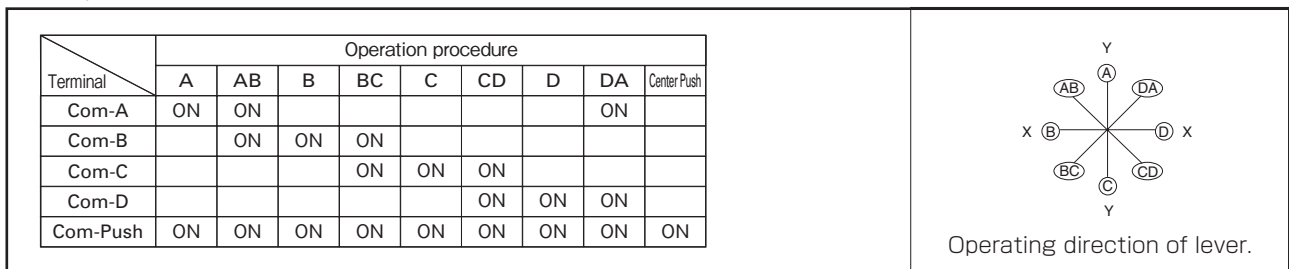 Operation procedure
Terminal A AB B BC C CD D DA Center Push
Com-A ON ON ON
Com-B ON ON ON
Com-C ON ON ON
Com-D ON ON ON
Com-Push ON ON ON ON ON ON ON ON ON
Y
A
AB DA
X B D X
BC CD
C
Y
Operating direction of lever.